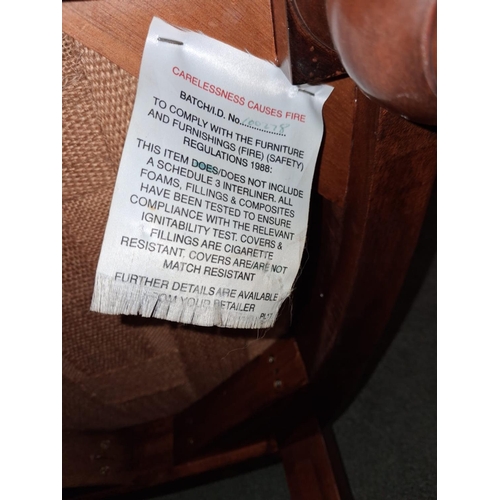 CARELESSNESS CAUSES FIRE
BATCH/I.D. No.
TO COMPLY WITH THE FURNITURE
AND FURNISHINGS (FIRE) (SAFETY)
REGULATIONS 1988:
THIS ITEM DOES/DOES NOT INCLUDE
A SCHEDULE 3 INTERLINER. ALL
FOAMS, FILLINGS & COMPOSITES
HAVE BEEN TESTED TO ENSURE
COMPLIANCE WITH THE RELEVANT
IGNITABILITY TEST. COVERS &
FILLINGS ARE CIGARETTE
RESISTANT. COVERS ARE/ARE NOT
MATCH RESISTANT
FURTHER DETAILS ARE AVAILABLE
FROM YOUR RETAILER